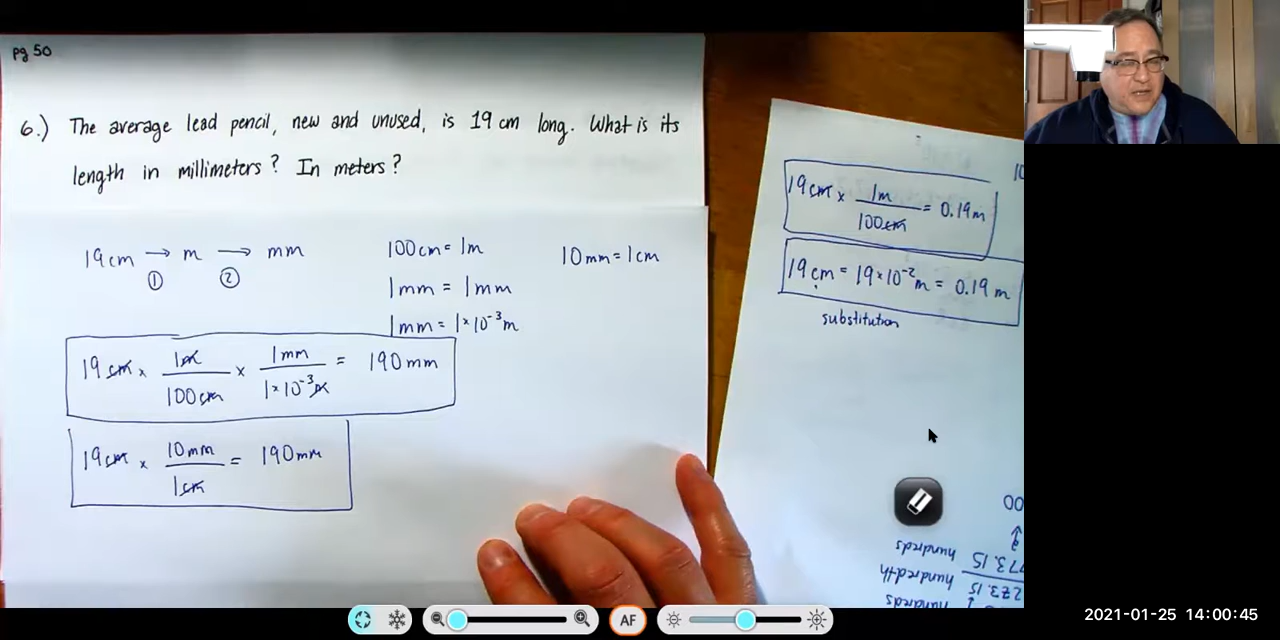 pg 50
6.) The average lead pencil, new and unused, is 19 cm long. What is its
length in millimeters? In meters?
19cm → m → mm
① ②
100cm = 1m
1mm = 1mm
1mm = 1×10⁻³m
10mm = 1cm
19cm × 1m/100cm × 1mm/1×10⁻³m = 190mm
19cm × 10mm/1cm = 190mm
19cm × 1m/100cm = 0.19m
19cm = 19×10⁻²m = 0.19m
substitution
hundreds
hundredth
273.15
hundreds
AF
2021-01-25 14:00:45